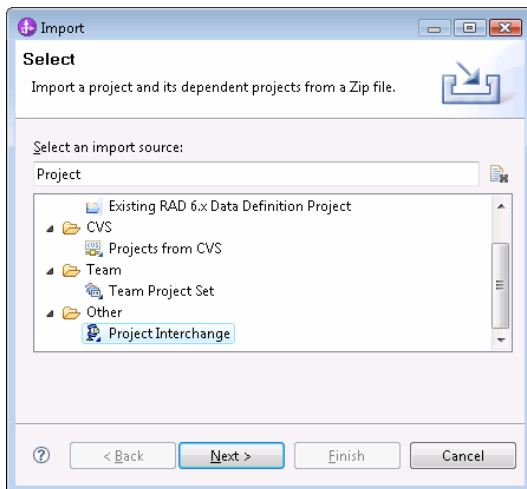 Import
Select
Import a project and its dependent projects from a Zip file.
Select an import source:
Project
Existing RAD 6.x Data Definition Project
CVS
Projects from CVS
Team
Team Project Set
Other
Project Interchange
< Back Next > Finish Cancel